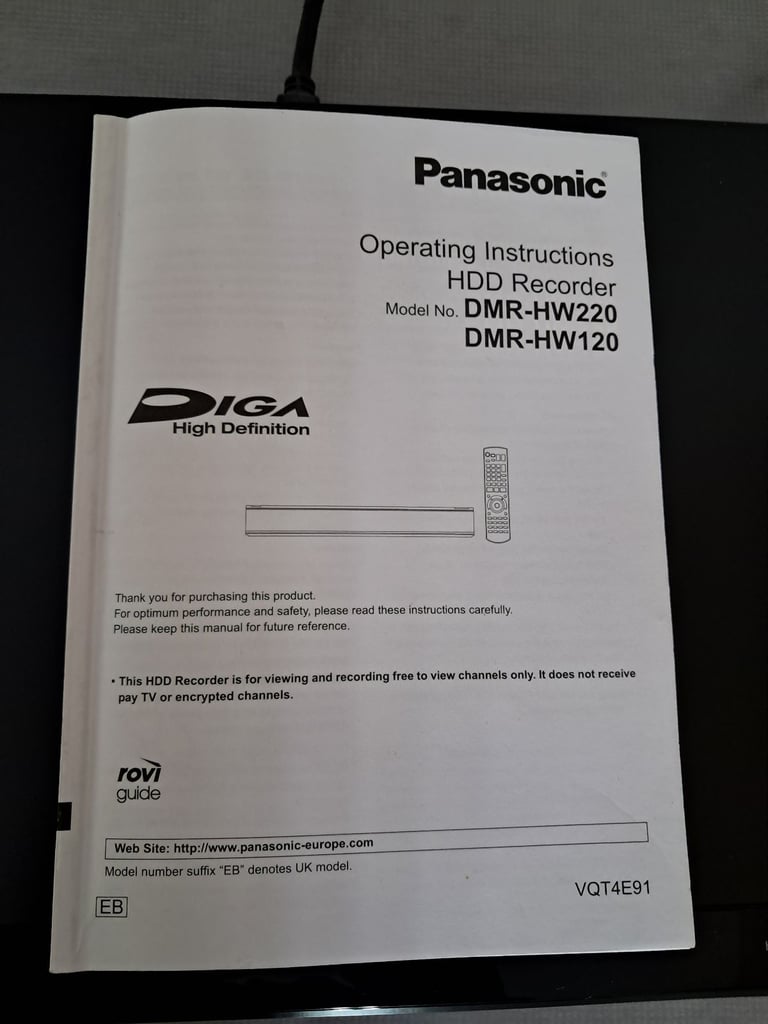 Panasonic®
Operating Instructions
HDD Recorder
Model No. DMR-HW220
DMR-HW120
DIGA
High Definition
Thank you for purchasing this product.
For optimum performance and safety, please read these instructions carefully.
Please keep this manual for future reference.
• This HDD Recorder is for viewing and recording free to view channels only. It does not receive
pay TV or encrypted channels.
rovi
guide
Web Site: http://www.panasonic-europe.com
Model number suffix “EB” denotes UK model.
EB
VQT4E91